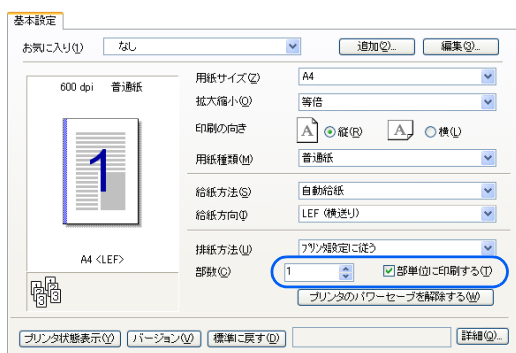 基本設定
お気に入り(1) なし 追加(2)... 編集(3)...
600 dpi 普通紙
用紙サイズ(Z) A4
拡大縮小(O) 等倍
印刷の向き A 縦(R) A 横(L)
用紙種類(M) 普通紙
1
給紙方法(S) 自動給紙
給紙方向(I) LEF (横送り)
排紙方法(U) プリンタ設定に従う
A4 <LEF>
部数(C) 1 部単位に印刷する(T)
1 2 3 1 2 3
プリンタのパワーセーブを解除する(W)
プリンタ状態表示(Y) バージョン(V) 標準に戻す(D) 詳細(Q)...